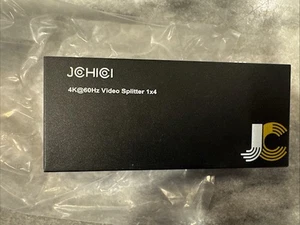 JCHICI
4K@60Hz Video Splitter 1x4
JC